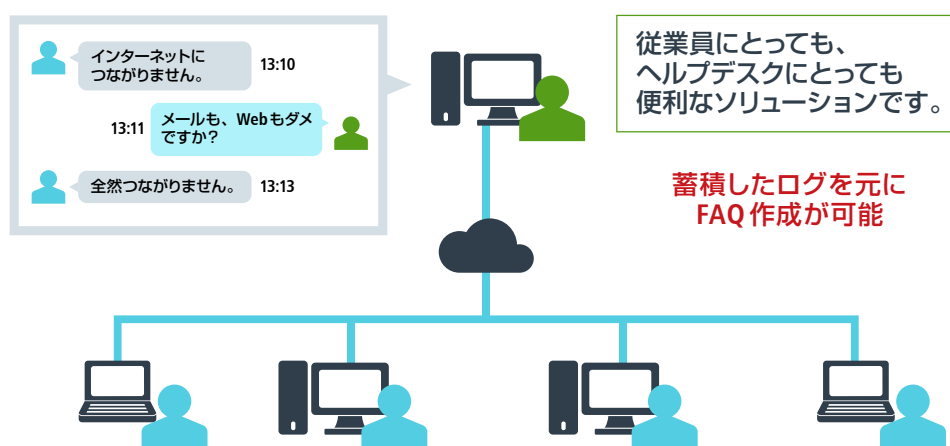 インターネットに
つながりません。
13:10
13:11
メールも、Webもダメ
ですか？
全然つながりません。
13:13
従業員にとっても、
ヘルプデスクにとっても
便利なソリューションです。
蓄積したログを元に
FAQ作成が可能